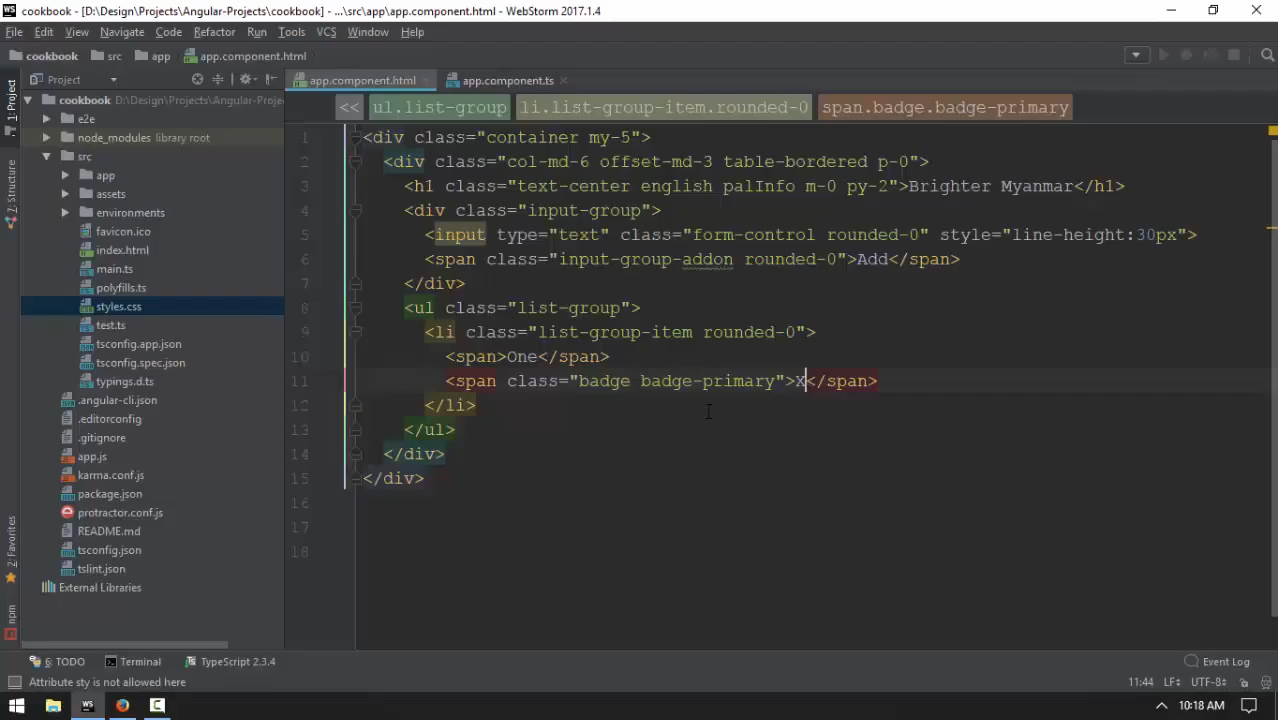 cookbook - [D:\Design\Projects\Angular-Projects\cookbook] - ...\src\app\app.component.html - WebStorm 2017.1.4
File Edit View Navigate Code Refactor Run Tools VCS Window Help
cookbook src app app.component.html
Project app.component.html app.component.ts
<< ul.list-group li.list-group-item.rounded-0 span.badge.badge-primary
1: Project
7: Structure
2: Favorites
npm
cookbook D:\Design\Projects\Angular-Proje
e2e
node_modules library root
src
app
assets
environments
favicon.ico
index.html
main.ts
polyfills.ts
styles.css
test.ts
tsconfig.app.json
tsconfig.spec.json
typings.d.ts
.angular-cli.json
.editorconfig
.gitignore
app.js
karma.conf.js
package.json
protractor.conf.js
README.md
tsconfig.json
tslint.json
External Libraries
1 <div class="container my-5">
2 <div class="col-md-6 offset-md-3 table-bordered p-0">
3 <h1 class="text-center english palInfo m-0 py-2">Brighter Myanmar</h1>
4 <div class="input-group">
5 <input type="text" class="form-control rounded-0" style="line-height:30px">
6 <span class="input-group-addon rounded-0">Add</span>
7 </div>
8 <ul class="list-group">
9 <li class="list-group-item rounded-0">
10 <span>One</span>
11 <span class="badge badge-primary">X</span>
12 </li>
13 </ul>
14 </div>
15 </div>
16
17
18
6: TODO Terminal TypeScript 2.3.4 Event Log
Attribute sty is not allowed here 11:44 LF UTF-8
10:18 AM